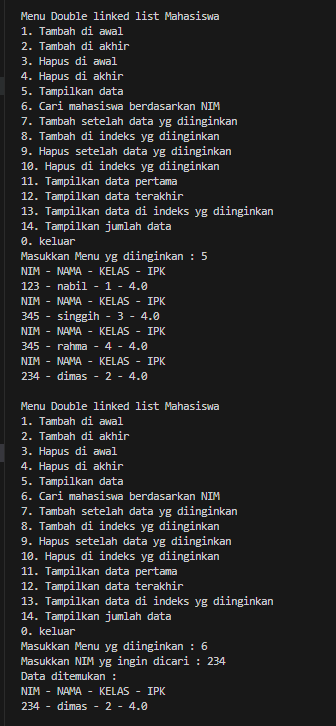 Menu Double linked list Mahasiswa
1. Tambah di awal
2. Tambah di akhir
3. Hapus di awal
4. Hapus di akhir
5. Tampilkan data
6. Cari mahasiswa berdasarkan NIM
7. Tambah setelah data yg diinginkan
8. Tambah di indeks yg diinginkan
9. Hapus setelah data yg diinginkan
10. Hapus di indeks yg diinginkan
11. Tampilkan data pertama
12. Tampilkan data terakhir
13. Tampilkan data di indeks yg diinginkan
14. Tampilkan jumlah data
0. keluar
Masukkan Menu yg diinginkan : 5
NIM - NAMA - KELAS - IPK
123 - nabil - 1 - 4.0
NIM - NAMA - KELAS - IPK
345 - singgih - 3 - 4.0
NIM - NAMA - KELAS - IPK
345 - rahma - 4 - 4.0
NIM - NAMA - KELAS - IPK
234 - dimas - 2 - 4.0
Menu Double linked list Mahasiswa
1. Tambah di awal
2. Tambah di akhir
3. Hapus di awal
4. Hapus di akhir
5. Tampilkan data
6. Cari mahasiswa berdasarkan NIM
7. Tambah setelah data yg diinginkan
8. Tambah di indeks yg diinginkan
9. Hapus setelah data yg diinginkan
10. Hapus di indeks yg diinginkan
11. Tampilkan data pertama
12. Tampilkan data terakhir
13. Tampilkan data di indeks yg diinginkan
14. Tampilkan jumlah data
0. keluar
Masukkan Menu yg diinginkan : 6
Masukkan NIM yg ingin dicari : 234
Data ditemukan :
NIM - NAMA - KELAS - IPK
234 - dimas - 2 - 4.0